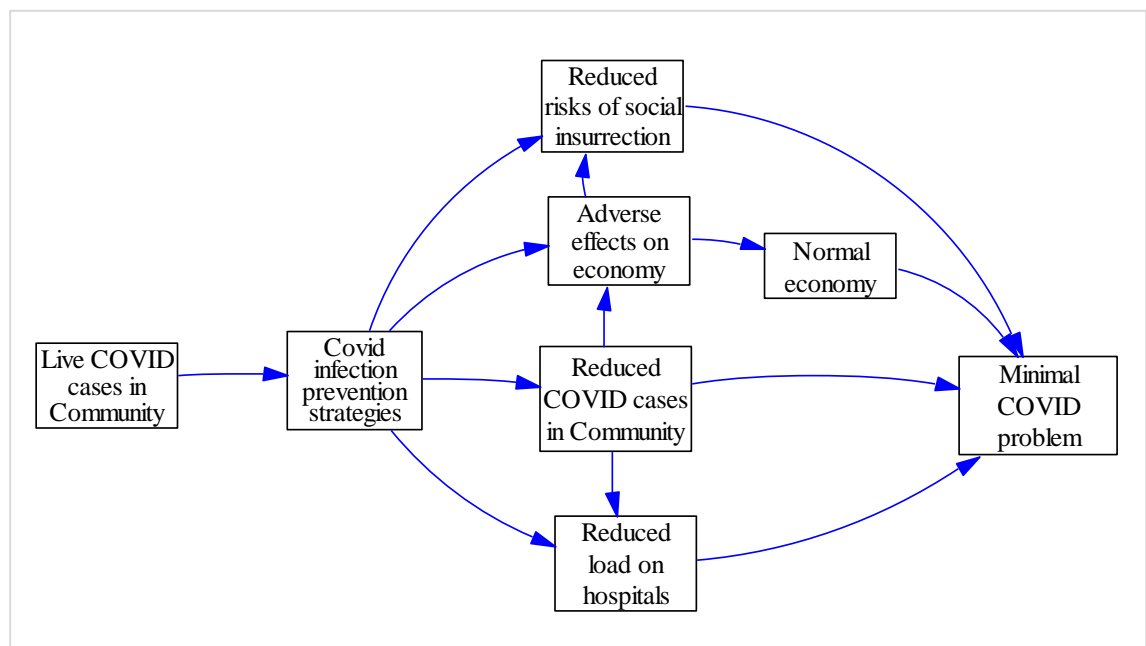 Reduced
risks of social
insurrection
Adverse
effects on
economy
Normal
economy
Live COVID
cases in
Community
Covid
infection
prevention
strategies
Reduced
COVID cases
in Community
Minimal
COVID
problem
Reduced
load on
hospitals